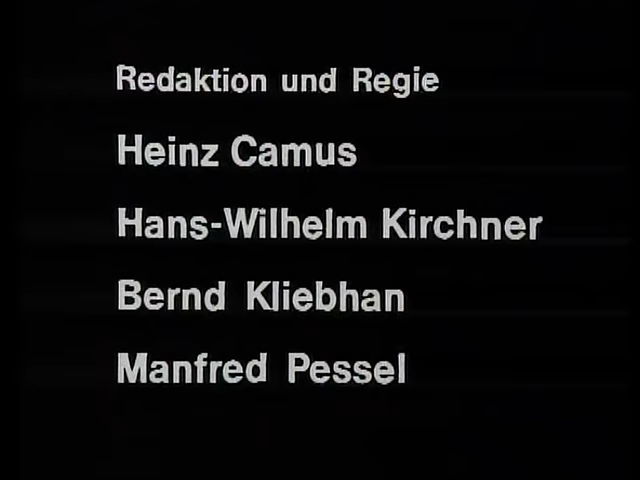 Redaktion und Regie
Heinz Camus
Hans-Wilhelm Kirchner
Bernd Kliebhan
Manfred Pessel